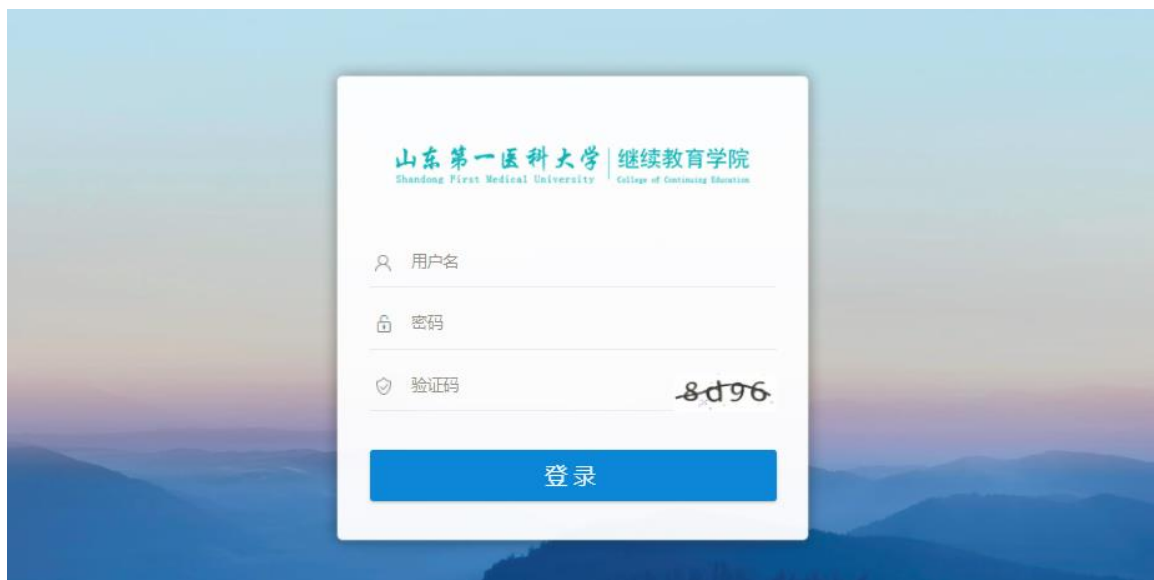 山东第一医科大学 继续教育学院
Shandong First Medical University College of Continuing Education
用户名
密码
验证码 8d96
登录